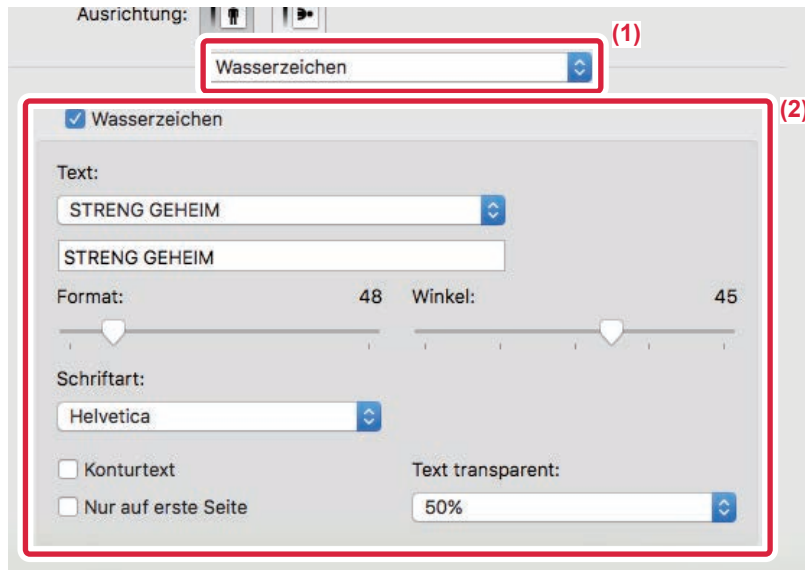 Ausrichtung:
(1)
Wasserzeichen
(2)
Wasserzeichen
Text:
STRENG GEHEIM
STRENG GEHEIM
Format: 48 Winkel: 45
Schriftart:
Helvetica
Konturtext Text transparent:
Nur auf erste Seite 50%